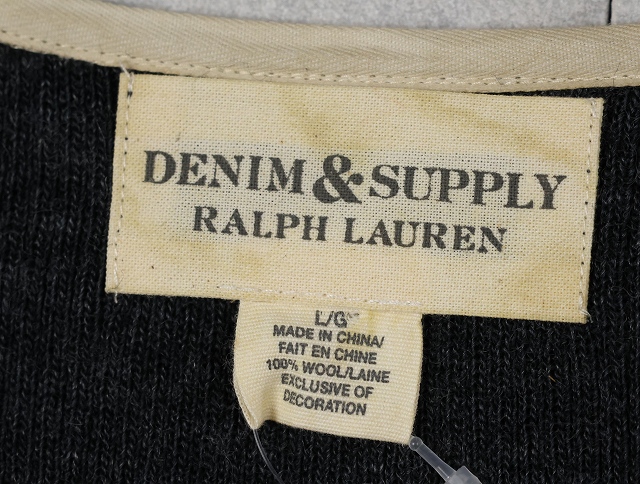 DENIM & SUPPLY
RALPH LAUREN
L/G
MADE IN CHINA/
FAIT EN CHINE
100% WOOL/LAINE
EXCLUSIVE OF
DECORATION